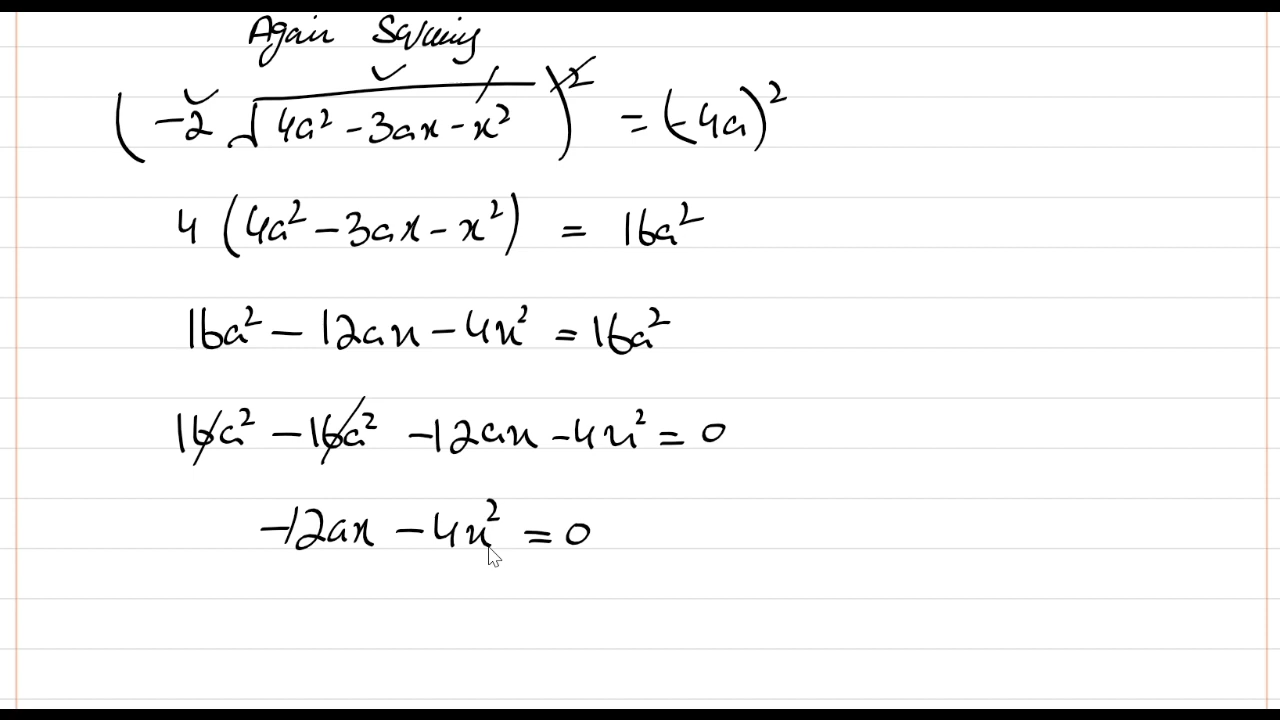 Again Squring
(-2 √(4a² - 3ax - x²))² = (-4a)²
4 (4a² - 3ax - x²) = 16a²
16a² - 12ax - 4x² = 16a²
16a² - 16a² - 12ax - 4x² = 0
-12ax - 4x² = 0